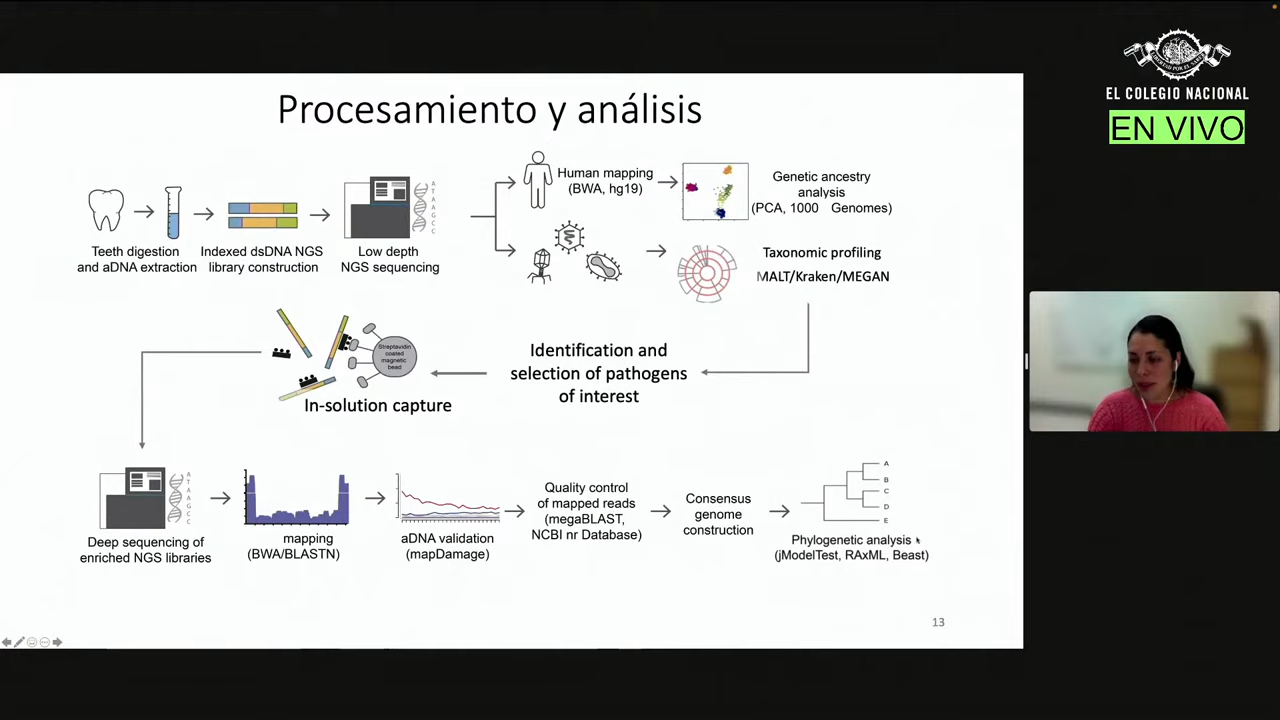 EL COLEGIO NACIONAL
EN VIVO
Procesamiento y análisis
Teeth digestion
and aDNA extraction
Indexed dsDNA NGS
library construction
A
T
A
A
G
C
C
Low depth
NGS sequencing
Human mapping
(BWA, hg19)
Genetic ancestry
analysis
(PCA, 1000 Genomes)
Taxonomic profiling
MALT/Kraken/MEGAN
Identification and
selection of pathogens
of interest
Streptavidin
coated
magnetic
bead
In-solution capture
A
T
A
A
G
C
C
Deep sequencing of
enriched NGS libraries
mapping
(BWA/BLASTN)
aDNA validation
(mapDamage)
Quality control
of mapped reads
(megaBLAST,
NCBI nr Database)
Consensus
genome
construction
A
B
C
D
E
Phylogenetic analysis
(jModelTest, RAxML, Beast)
13